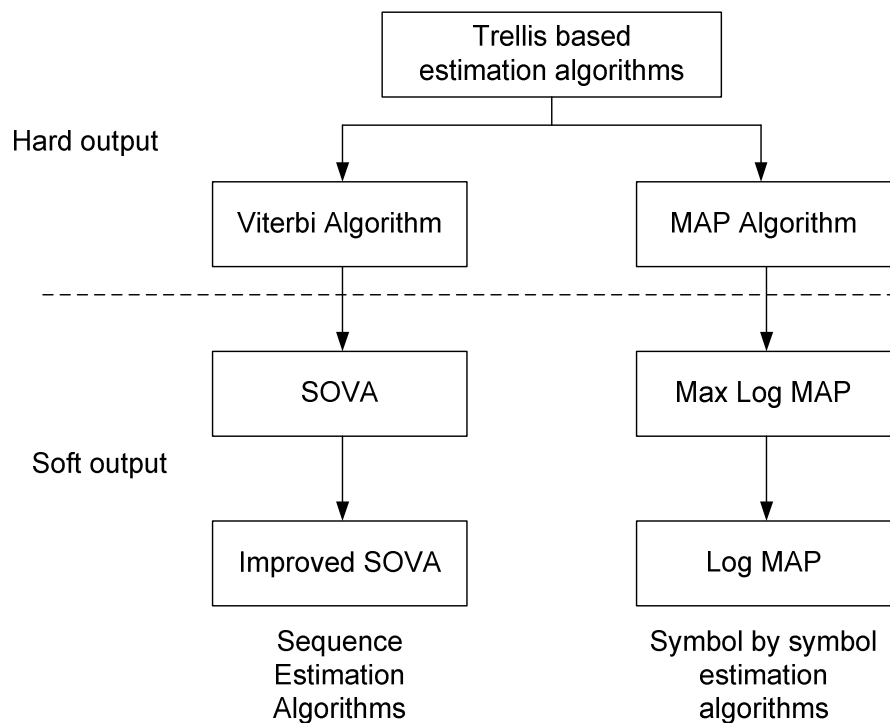 Trellis based
estimation algorithms
Hard output
Viterbi Algorithm
MAP Algorithm
SOVA
Max Log MAP
Soft output
Improved SOVA
Log MAP
Sequence
Estimation
Algorithms
Symbol by symbol
estimation
algorithms